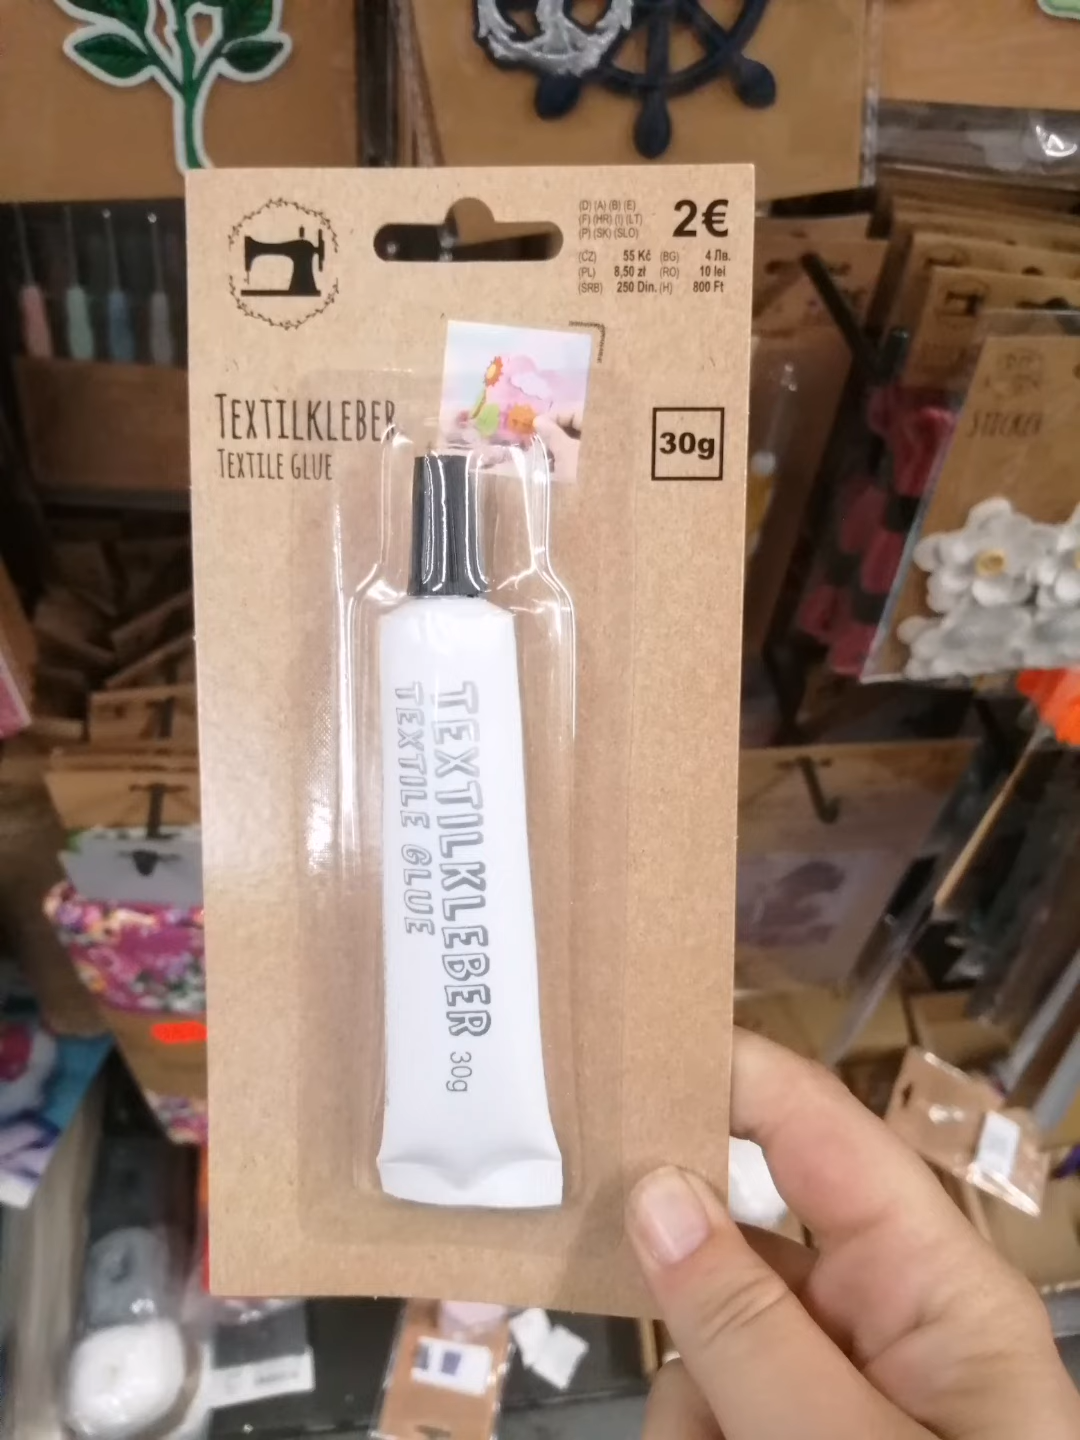 (D) (A) (B) (E)
(F) (HR) (I) (LT)
(P) (SK) (SLO)
2€
(CZ) 55 Kč (BG) 4 Лв.
(PL) 8,50 zł (RO) 10 lei
(SRB) 250 Din. (H) 800 Ft
TEXTILKLEBER
TEXTILE GLUE
30g
TEXTILKLEBER 30g
TEXTILE GLUE
STICKER